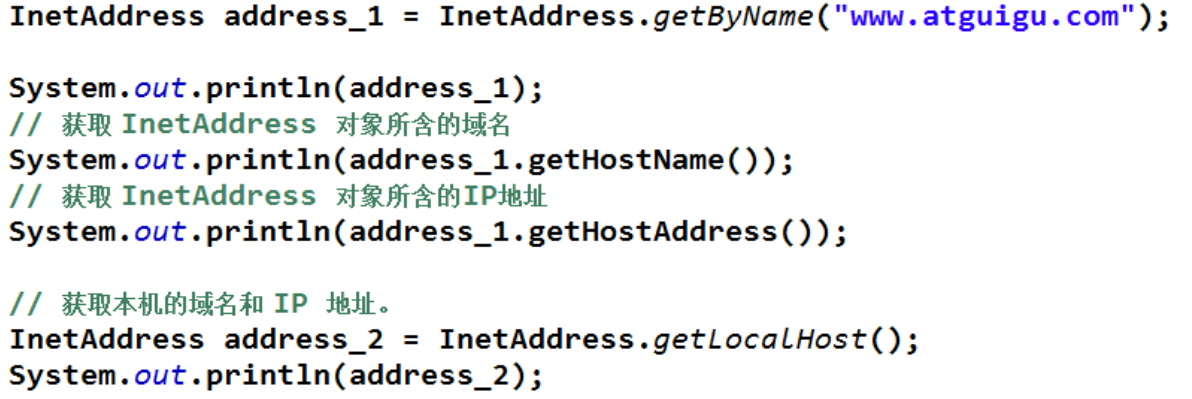 InetAddress address_1 = InetAddress.getByName("www.atguigu.com");
System.out.println(address_1);
// 获取 InetAddress 对象所含的域名
System.out.println(address_1.getHostName());
// 获取 InetAddress 对象所含的IP地址
System.out.println(address_1.getHostAddress());
// 获取本机的域名和 IP 地址。
InetAddress address_2 = InetAddress.getLocalHost();
System.out.println(address_2);